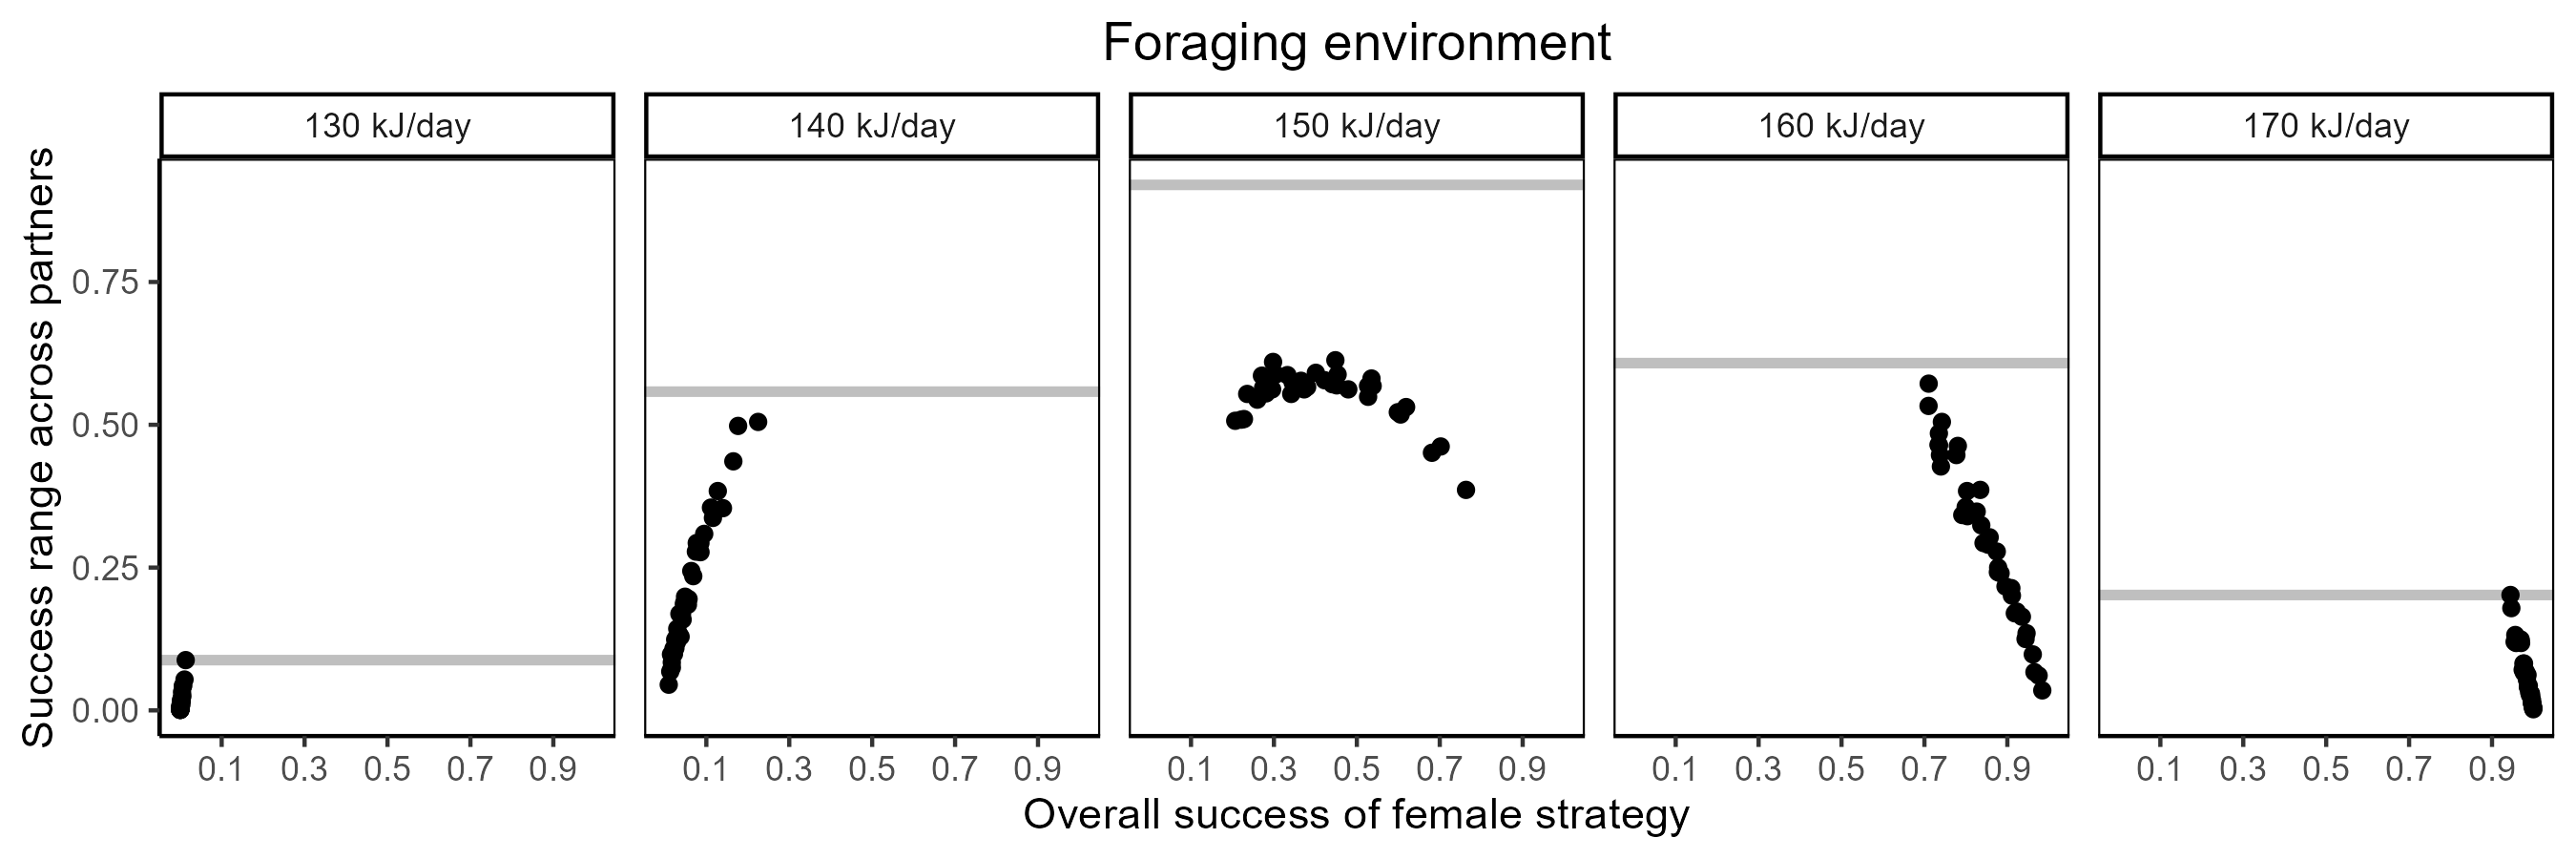 Foraging environment
130 kJ/day 140 kJ/day 150 kJ/day 160 kJ/day 170 kJ/day
Success range across partners
0.75
0.50
0.25
0.00
0.1 0.3 0.5 0.7 0.9 0.1 0.3 0.5 0.7 0.9 0.1 0.3 0.5 0.7 0.9 0.1 0.3 0.5 0.7 0.9 0.1 0.3 0.5 0.7 0.9
Overall success of female strategy